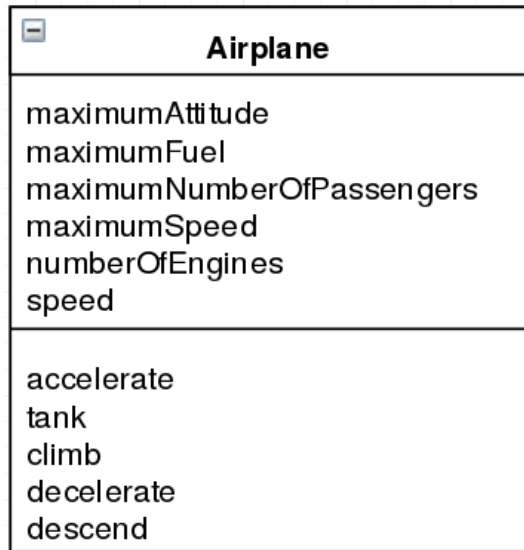 Airplane
maximumAttitude
maximumFuel
maximumNumberOfPassengers
maximumSpeed
numberOfEngines
speed
accelerate
tank
climb
decelerate
descend